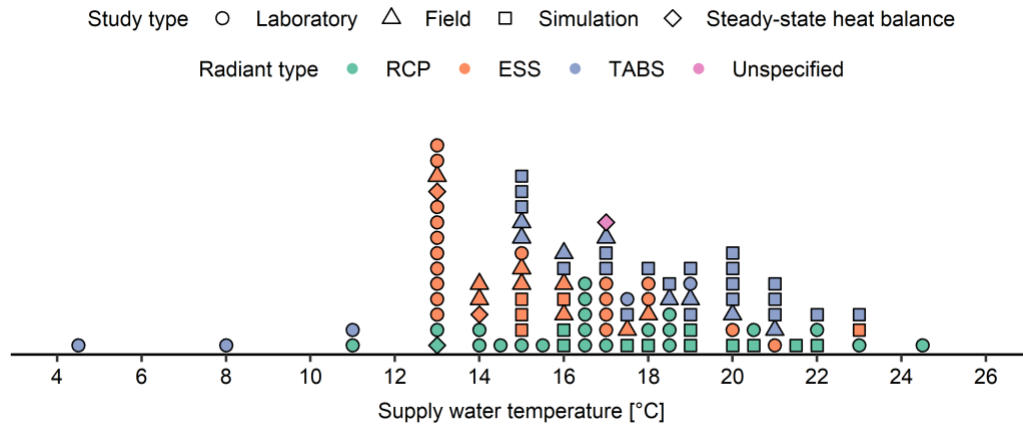 Study type Laboratory Field Simulation Steady-state heat balance
Radiant type RCP ESS TABS Unspecified
4 6 8 10 12 14 16 18 20 22 24 26
Supply water temperature [°C]